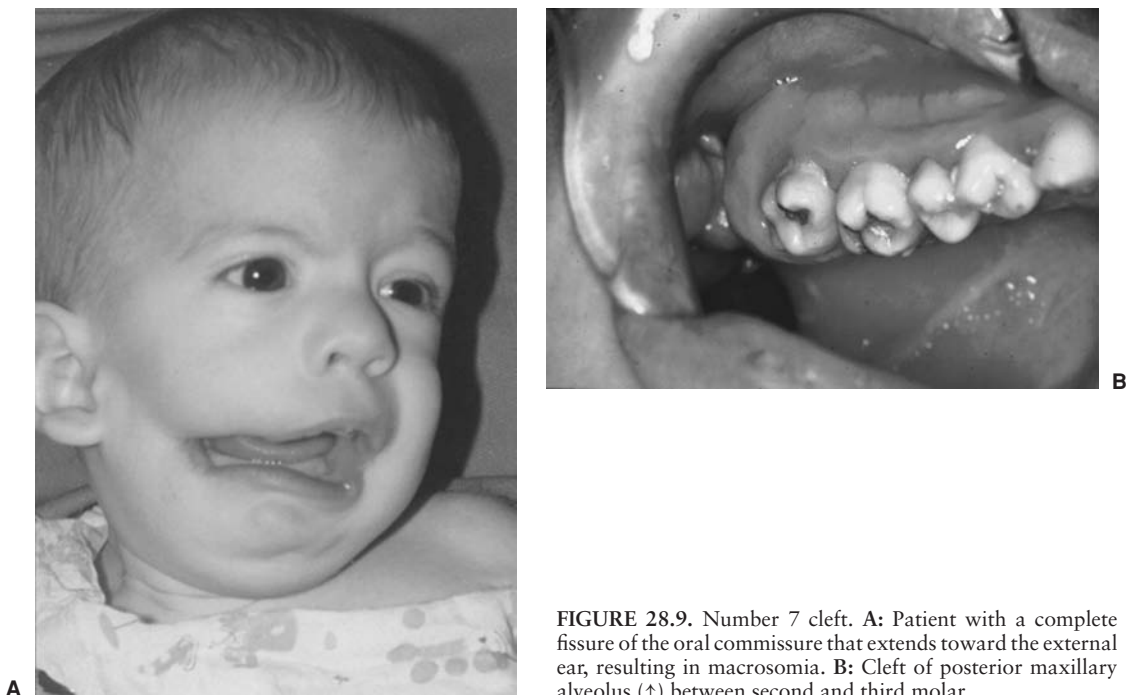 A
B
FIGURE 28.9. Number 7 cleft. A: Patient with a complete
fissure of the oral commissure that extends toward the external
ear, resulting in macrosomia. B: Cleft of posterior maxillary
alveolus (↑) between second and third molar.